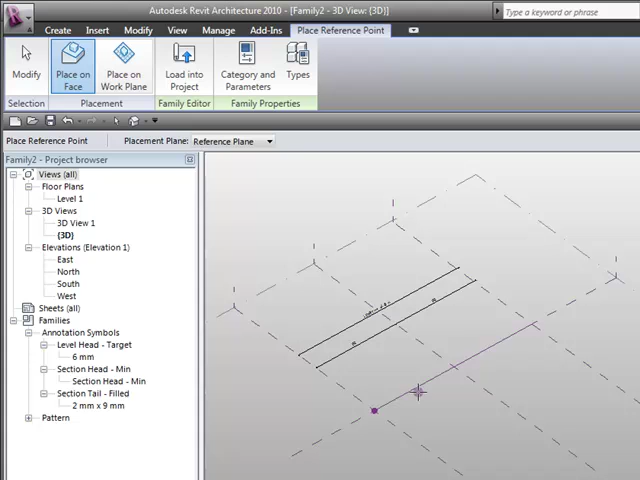 Autodesk Revit Architecture 2010 - [Family2 - 3D View: {3D}]
Type a keyword or phrase
Create Insert Modify View Manage Add-Ins Place Reference Point
Modify
Place on Face
Place on Work Plane
Load into Project
Category and Parameters
Types
Selection Placement Family Editor Family Properties
Place Reference Point Placement Plane: Reference Plane
Family2 - Project browser
Views (all)
Floor Plans
Level 1
3D Views
3D View 1
{3D}
Elevations (Elevation 1)
East
North
South
West
Sheets (all)
Families
Annotation Symbols
Level Head - Target
6 mm
Section Head - Min
Section Head - Min
Section Tail - Filled
2 mm x 9 mm
Pattern